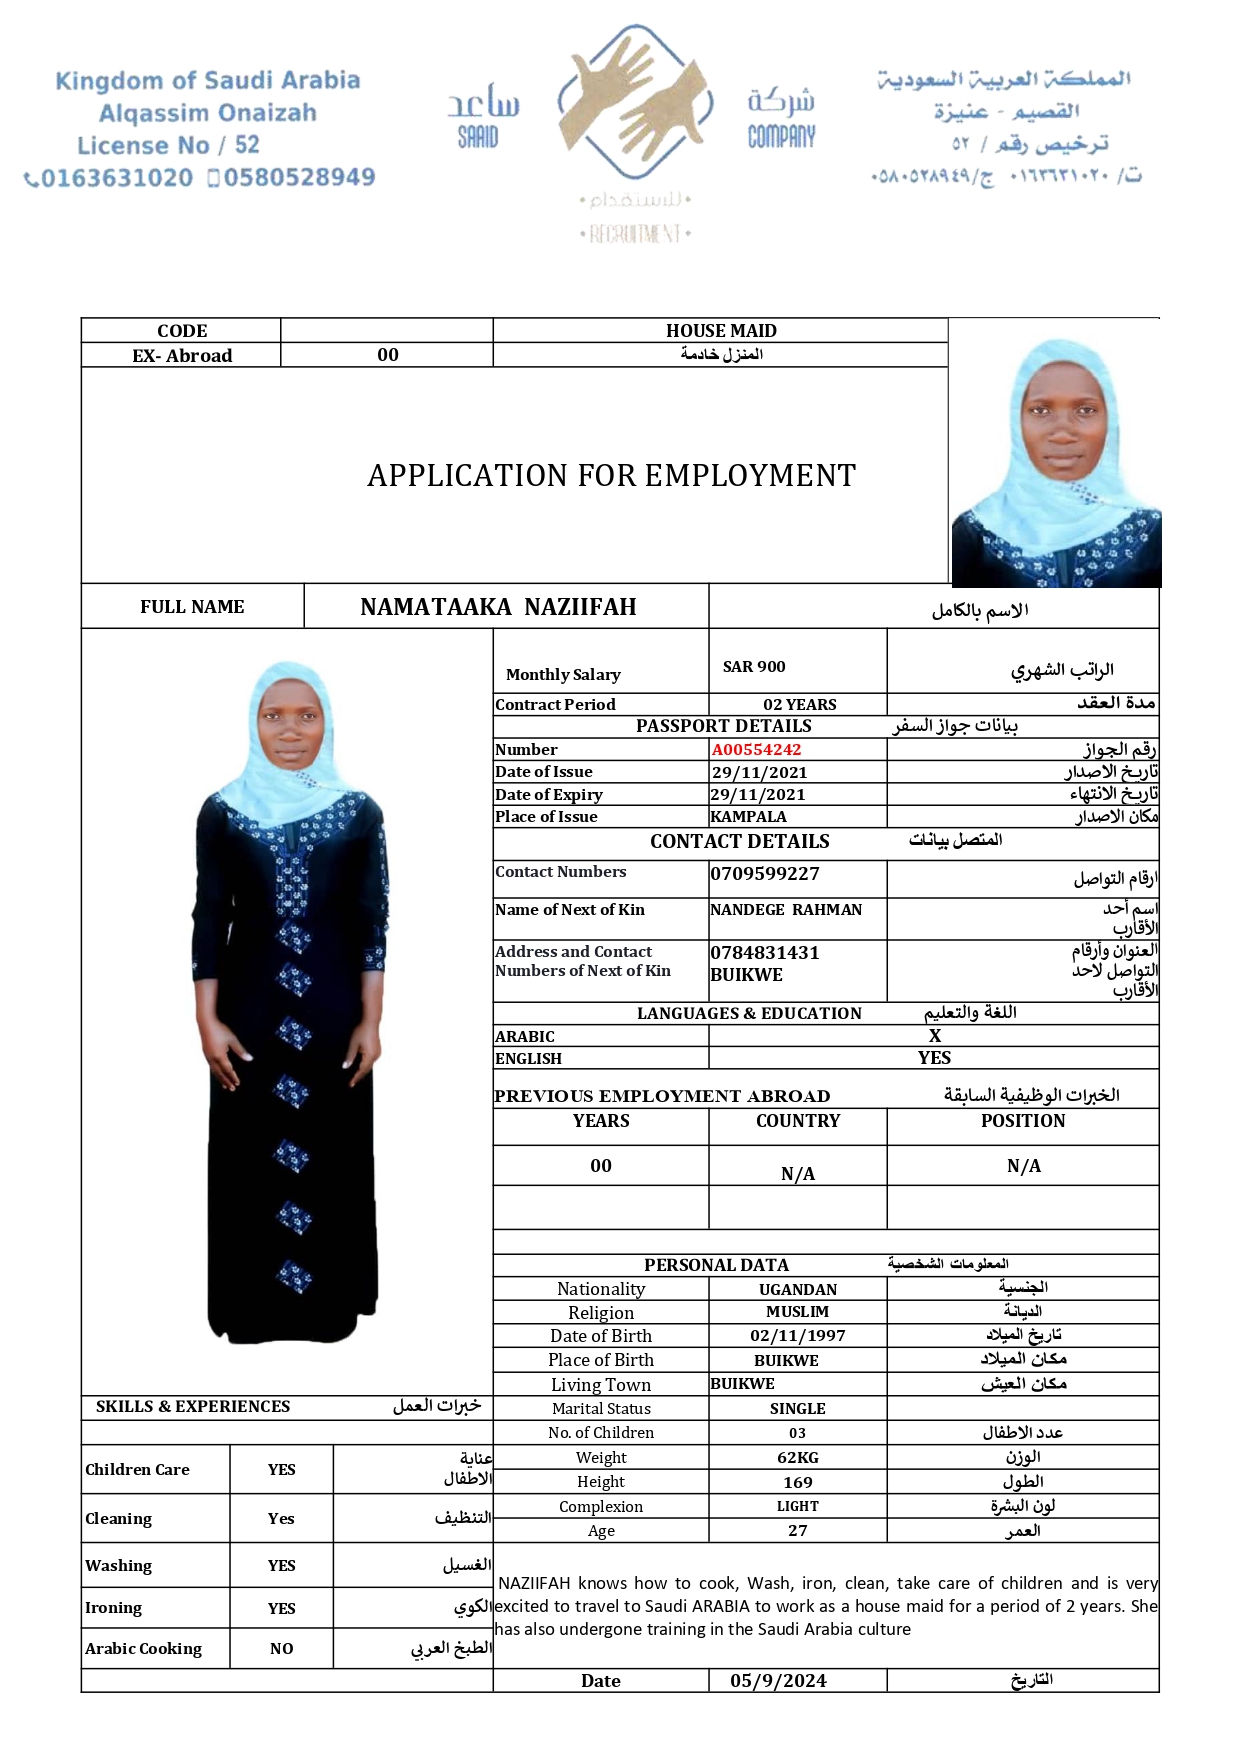 Kingdom of Saudi Arabia
Alqassim Onaizah
License No / 52
0163631020 0580528949
ساعد
SAAID
شركة
COMPANY
•للاستقدام•
•RECRUITMENT•
المملكة العربية السعودية
القصيم - عنيزة
ترخيص رقم / ٥٢
ت/ ٠١٦٣٦٣١٠٢٠ ج/٠٥٨٠٥٢٨٩٤٩
CODE HOUSE MAID
EX- Abroad 00 المنزل خادمة
APPLICATION FOR EMPLOYMENT
FULL NAME NAMATAAKA NAZIIFAH الاسم بالكامل
Monthly Salary SAR 900 الراتب الشهري
Contract Period 02 YEARS مدة العقد
PASSPORT DETAILS بيانات جواز السفر
Number A00554242 رقم الجواز
Date of Issue 29/11/2021 تاريخ الاصدار
Date of Expiry 29/11/2021 تاريخ الانتهاء
Place of Issue KAMPALA مكان الاصدار
CONTACT DETAILS المتصل بيانات
Contact Numbers 0709599227 ارقام التواصل
Name of Next of Kin NANDEGE RAHMAN اسم أحد
الأقارب
Address and Contact 0784831431 العنوان وأرقام
Numbers of Next of Kin BUIKWE التواصل لاحد
الأقارب
LANGUAGES & EDUCATION اللغة والتعليم
ARABIC X
ENGLISH YES
PREVIOUS EMPLOYMENT ABROAD الخبرات الوظيفية السابقة
YEARS COUNTRY POSITION
00 N/A N/A
PERSONAL DATA المعلومات الشخصية
Nationality UGANDAN الجنسية
Religion MUSLIM الديانة
Date of Birth 02/11/1997 تاريخ الميلاد
Place of Birth BUIKWE مكان الميلاد
Living Town BUIKWE مكان العيش
Marital Status SINGLE
No. of Children 03 عدد الاطفال
Weight 62KG الوزن
Height 169 الطول
Complexion LIGHT لون البشرة
Age 27 العمر
SKILLS & EXPERIENCES خبرات العمل
Children Care YES عناية
الاطفال
Cleaning Yes التنظيف
Washing YES الغسيل
Ironing YES الكوي
Arabic Cooking NO الطبخ العربي
NAZIIFAH knows how to cook, Wash, iron, clean, take care of children and is very
excited to travel to Saudi ARABIA to work as a house maid for a period of 2 years. She
has also undergone training in the Saudi Arabia culture
Date 05/9/2024 التاريخ